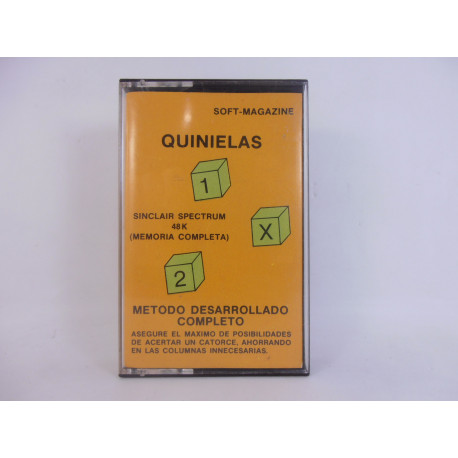 SOFT-MAGAZINE
QUINIELAS
1
SINCLAIR SPECTRUM
48K
(MEMORIA COMPLETA)
X
2
METODO DESARROLLADO
COMPLETO
ASEGURE EL MAXIMO DE POSIBILIDADES
DE ACERTAR UN CATORCE, AHORRANDO
EN LAS COLUMNAS INNECESARIAS.